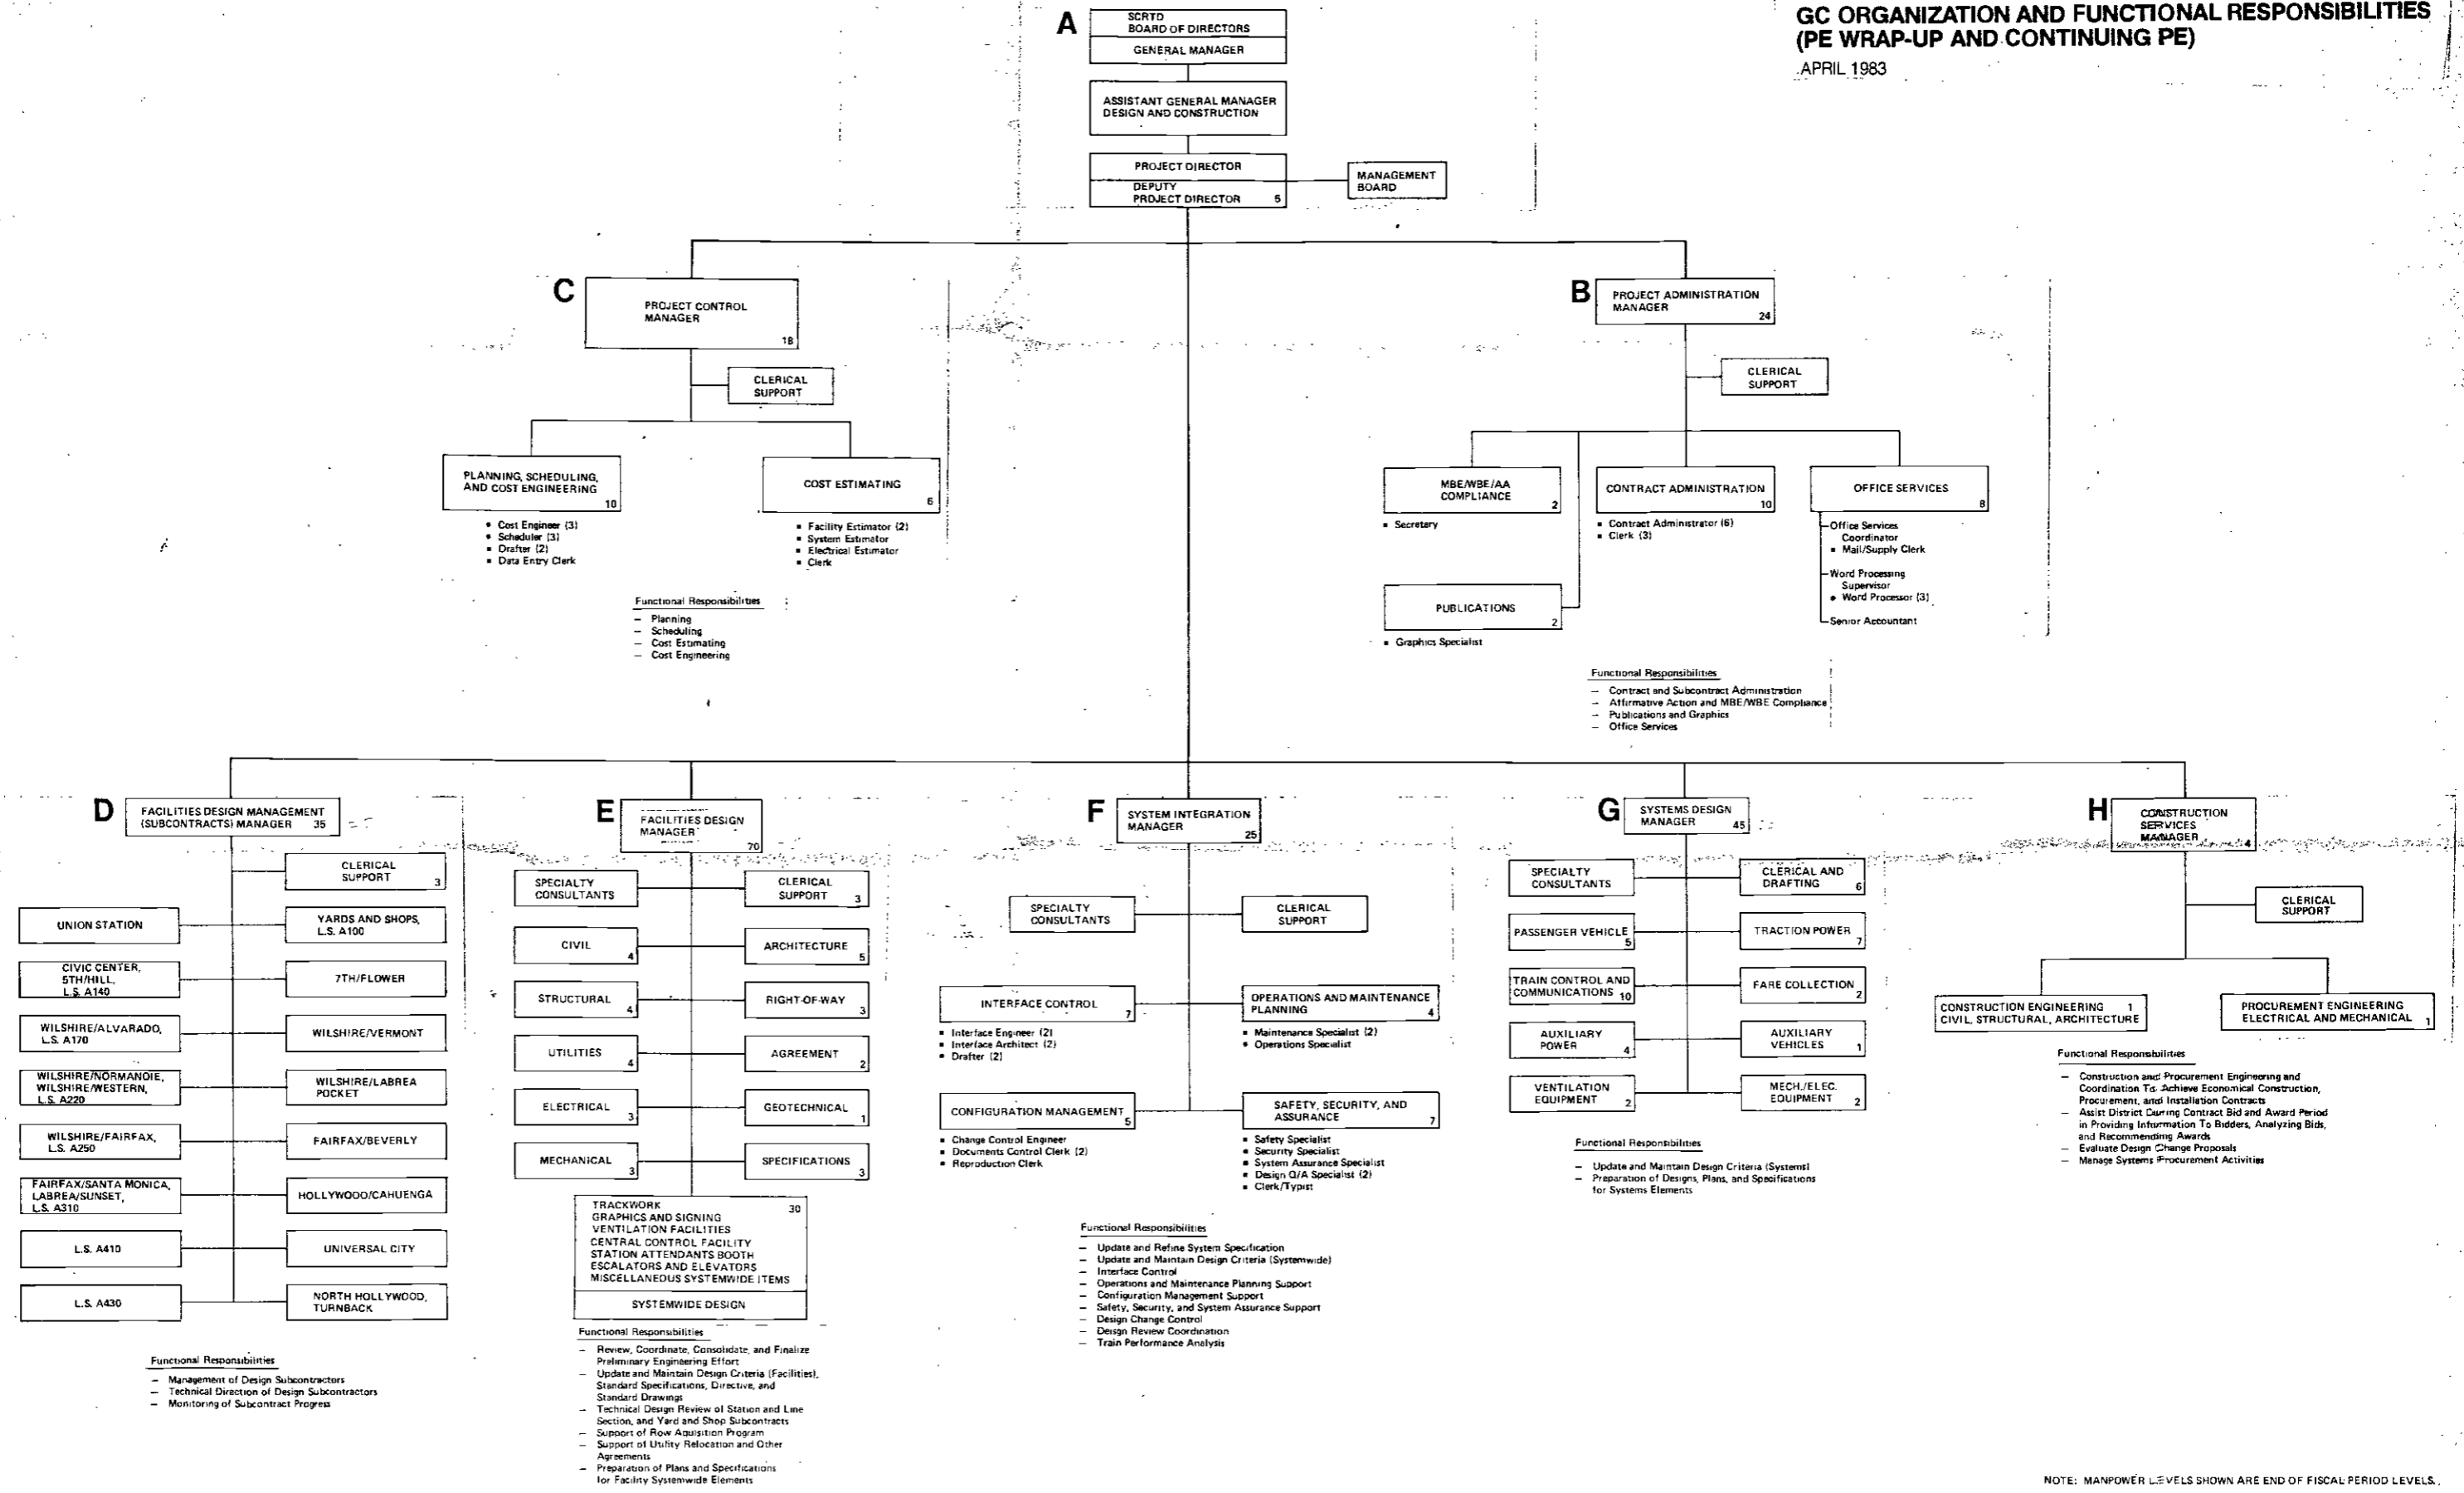 GC ORGANIZATION AND FUNCTIONAL RESPONSIBILITIES
(PE WRAP-UP AND CONTINUING PE)
APRIL 1983
A
SCRTD
BOARD OF DIRECTORS
GENERAL MANAGER
ASSISTANT GENERAL MANAGER
DESIGN AND CONSTRUCTION
PROJECT DIRECTOR
DEPUTY
PROJECT DIRECTOR 5
MANAGEMENT
BOARD
C
PROJECT CONTROL
MANAGER
18
CLERICAL
SUPPORT
PLANNING, SCHEDULING,
AND COST ENGINEERING
10
▪ Cost Engineer (3)
▪ Scheduler (3)
▪ Drafter (2)
▪ Data Entry Clerk
COST ESTIMATING
6
▪ Facility Estimator (2)
▪ System Estimator
▪ Electrical Estimator
▪ Clerk
Functional Responsibilities
– Planning
– Scheduling
– Cost Estimating
– Cost Engineering
B
PROJECT ADMINISTRATION
MANAGER
24
CLERICAL
SUPPORT
MBE/WBE/AA
COMPLIANCE
2
▪ Secretary
CONTRACT ADMINISTRATION
10
▪ Contract Administrator (6)
▪ Clerk (3)
OFFICE SERVICES
8
Office Services
Coordinator
▪ Mail/Supply Clerk
Word Processing
Supervisor
▪ Word Processor (3)
Senior Accountant
PUBLICATIONS
2
▪ Graphics Specialist
Functional Responsibilities
– Contract and Subcontract Administration
– Affirmative Action and MBE/WBE Compliance
– Publications and Graphics
– Office Services
D
FACILITIES DESIGN MANAGEMENT
(SUBCONTRACTS) MANAGER 35
CLERICAL
SUPPORT
3
UNION STATION
YARDS AND SHOPS,
L.S. A100
CIVIC CENTER,
5TH/HILL,
L.S. A140
7TH/FLOWER
WILSHIRE/ALVARADO,
L.S. A170
WILSHIRE/VERMONT
WILSHIRE/NORMANDIE,
WILSHIRE/WESTERN,
L.S. A220
WILSHIRE/LABREA
POCKET
WILSHIRE/FAIRFAX,
L.S. A250
FAIRFAX/BEVERLY
FAIRFAX/SANTA MONICA,
LABREA/SUNSET,
L.S. A310
HOLLYWOOD/CAHUENGA
L.S. A410
UNIVERSAL CITY
L.S. A430
NORTH HOLLYWOOD,
TURNBACK
Functional Responsibilities
– Management of Design Subcontractors
– Technical Direction of Design Subcontractors
– Monitoring of Subcontract Progress
E
FACILITIES DESIGN
MANAGER
70
SPECIALTY
CONSULTANTS
CLERICAL
SUPPORT 3
CIVIL
4
ARCHITECTURE
5
STRUCTURAL
4
RIGHT-OF-WAY
3
UTILITIES
4
AGREEMENT
2
ELECTRICAL
3
GEOTECHNICAL
1
MECHANICAL
3
SPECIFICATIONS
3
TRACKWORK 30
GRAPHICS AND SIGNING
VENTILATION FACILITIES
CENTRAL CONTROL FACILITY
STATION ATTENDANTS BOOTH
ESCALATORS AND ELEVATORS
MISCELLANEOUS SYSTEMWIDE ITEMS
SYSTEMWIDE DESIGN
Functional Responsibilities
– Review, Coordinate, Consolidate, and Finalize
Preliminary Engineering Effort
– Update and Maintain Design Criteria (Facilities),
Standard Specifications, Directive, and
Standard Drawings
– Technical Design Review of Station and Line
Section, and Yard and Shop Subcontracts
– Support of Row Aquisition Program
– Support of Utility Relocation and Other
Agreements
– Preparation of Plans and Specifications
for Facility Systemwide Elements
F
SYSTEM INTEGRATION
MANAGER
25
SPECIALTY
CONSULTANTS
CLERICAL
SUPPORT
INTERFACE CONTROL
7
▪ Interface Engineer (2)
▪ Interface Architect (2)
▪ Drafter (2)
OPERATIONS AND MAINTENANCE
PLANNING 4
▪ Maintenance Specialist (2)
▪ Operations Specialist
CONFIGURATION MANAGEMENT
5
▪ Change Control Engineer
▪ Documents Control Clerk (2)
▪ Reproduction Clerk
SAFETY, SECURITY, AND
ASSURANCE 7
▪ Safety Specialist
▪ Security Specialist
▪ System Assurance Specialist
▪ Design Q/A Specialist (2)
▪ Clerk/Typist
Functional Responsibilities
– Update and Refine System Specification
– Update and Maintain Design Criteria (Systemwide)
– Interface Control
– Operations and Maintenance Planning Support
– Configuration Management Support
– Safety, Security, and System Assurance Support
– Design Change Control
– Deisgn Review Coordination
– Train Performance Analysis
G
SYSTEMS DESIGN
MANAGER 45
SPECIALTY
CONSULTANTS
CLERICAL AND
DRAFTING 6
PASSENGER VEHICLE
5
TRACTION POWER
7
TRAIN CONTROL AND
COMMUNICATIONS 10
FARE COLLECTION
2
AUXILIARY
POWER 4
AUXILIARY
VEHICLES 1
VENTILATION
EQUIPMENT 2
MECH./ELEC.
EQUIPMENT 2
Functional Responsibilities
– Update and Maintain Design Criteria (Systems)
– Preparation of Designs, Plans, and Specifications
for Systems Elements
H
CONSTRUCTION
SERVICES
MANAGER 4
CLERICAL
SUPPORT
CONSTRUCTION ENGINEERING 1
CIVIL, STRUCTURAL, ARCHITECTURE
PROCUREMENT ENGINEERING
ELECTRICAL AND MECHANICAL 1
Functional Responsibilities
– Construction and Procurement Engineering and
Coordination To Achieve Economical Construction,
Procurement, and Installation Contracts
– Assist District During Contract Bid and Award Period
in Providing Information To Bidders, Analyzing Bids,
and Recommending Awards
– Evaluate Design Change Proposals
– Manage Systems Procurement Activities
NOTE: MANPOWER LEVELS SHOWN ARE END OF FISCAL PERIOD LEVELS.